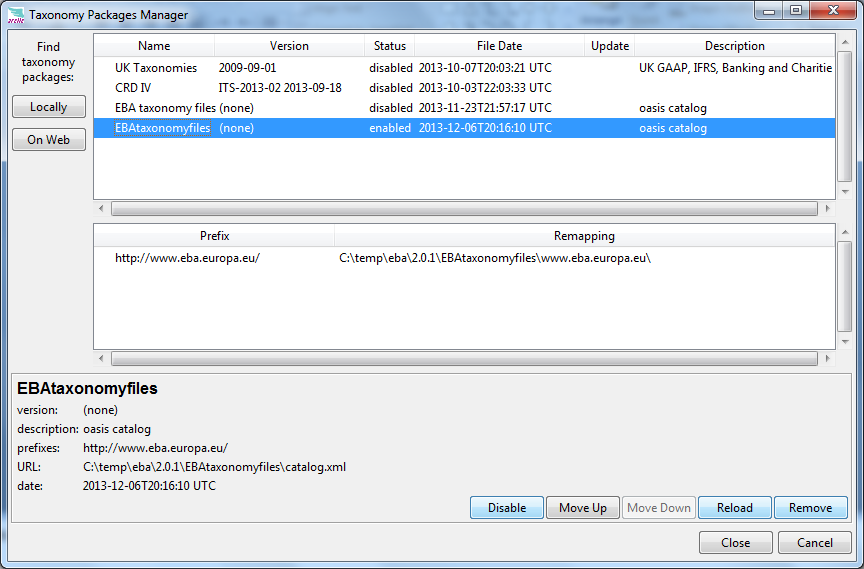 arelle
Taxonomy Packages Manager
Find
taxonomy
packages:
Locally
On Web
Name Version Status File Date Update Description
UK Taxonomies 2009-09-01 disabled 2013-10-07T20:03:21 UTC UK GAAP, IFRS, Banking and Charitie
CRD IV ITS-2013-02 2013-09-18 disabled 2013-10-03T22:03:33 UTC
EBA taxonomy files (none) disabled 2013-11-23T21:57:17 UTC oasis catalog
EBAtaxonomyfiles (none) enabled 2013-12-06T20:16:10 UTC oasis catalog
Prefix Remapping
http://www.eba.europa.eu/ C:\temp\eba\2.0.1\EBAtaxonomyfiles\www.eba.europa.eu\
EBAtaxonomyfiles
version: (none)
description: oasis catalog
prefixes: http://www.eba.europa.eu/
URL: C:\temp\eba\2.0.1\EBAtaxonomyfiles\catalog.xml
date: 2013-12-06T20:16:10 UTC
Disable Move Up Move Down Reload Remove
Close Cancel